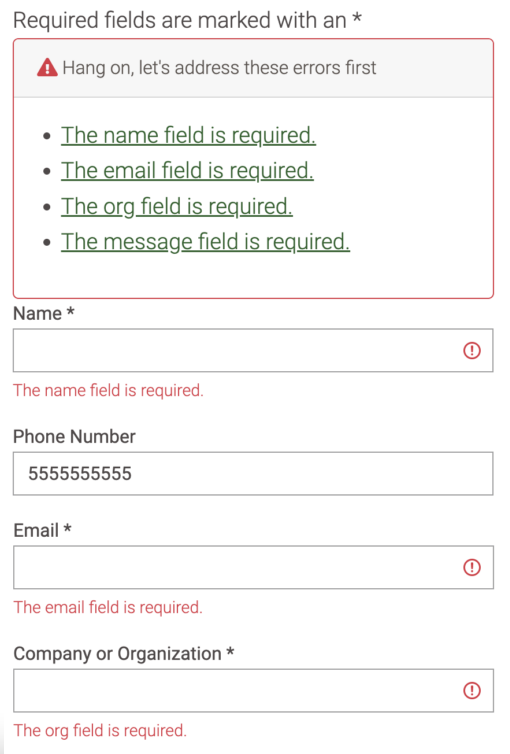 Required fields are marked with an *
Hang on, let's address these errors first
The name field is required.
The email field is required.
The org field is required.
The message field is required.
Name *
The name field is required.
Phone Number
5555555555
Email *
The email field is required.
Company or Organization *
The org field is required.